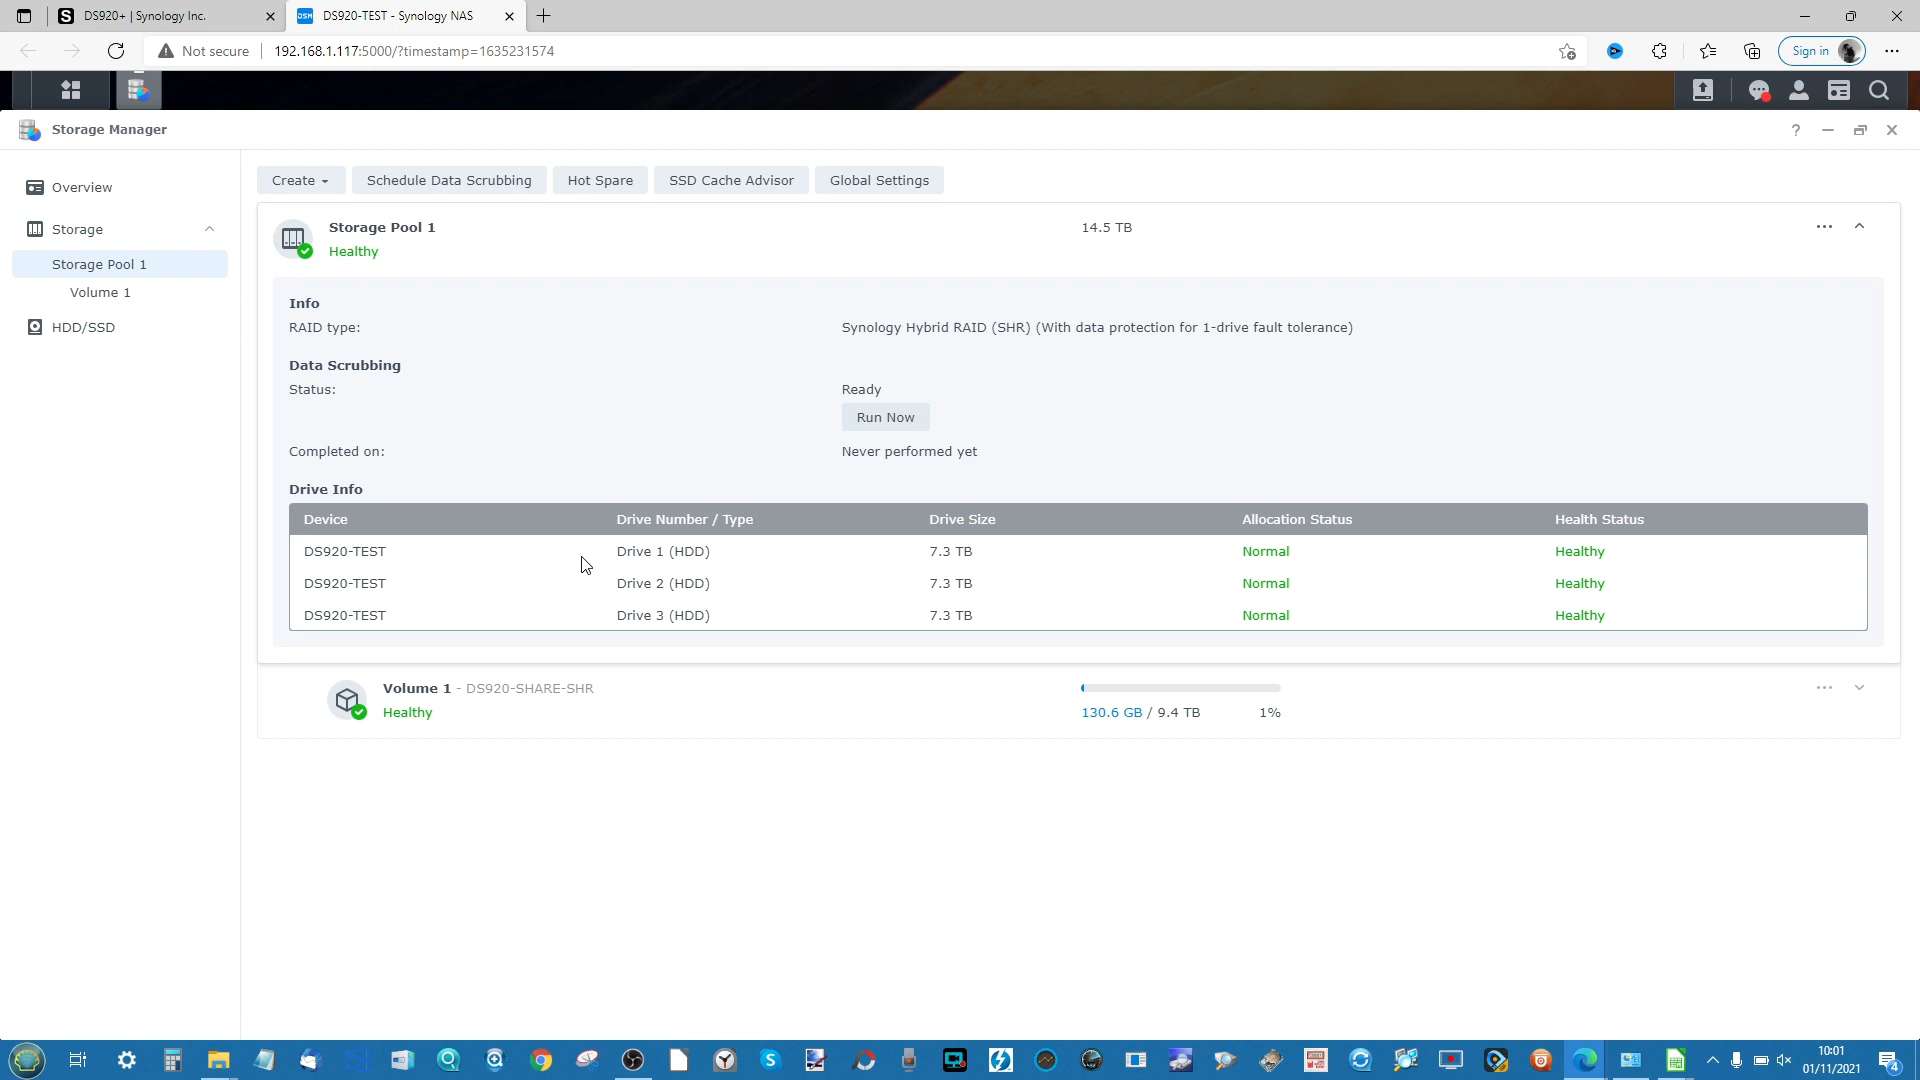 DS920+ | Synology Inc.
DS920-TEST - Synology NAS
Not secure
192.168.1.117:5000/?timestamp=1635231574
Sign in
Storage Manager
Overview
Storage
Storage Pool 1
Volume 1
HDD/SSD
Create
Schedule Data Scrubbing
Hot Spare
SSD Cache Advisor
Global Settings
Storage Pool 1
14.5 TB
Healthy
Info
RAID type:
Synology Hybrid RAID (SHR) (With data protection for 1-drive fault tolerance)
Data Scrubbing
Status:
Ready
Run Now
Completed on:
Never performed yet
Drive Info
Device Drive Number / Type Drive Size Allocation Status Health Status
DS920-TEST Drive 1 (HDD) 7.3 TB Normal Healthy
DS920-TEST Drive 2 (HDD) 7.3 TB Normal Healthy
DS920-TEST Drive 3 (HDD) 7.3 TB Normal Healthy
Volume 1 - DS920-SHARE-SHR
Healthy
130.6 GB / 9.4 TB 1%
10:01
01/11/2021
4